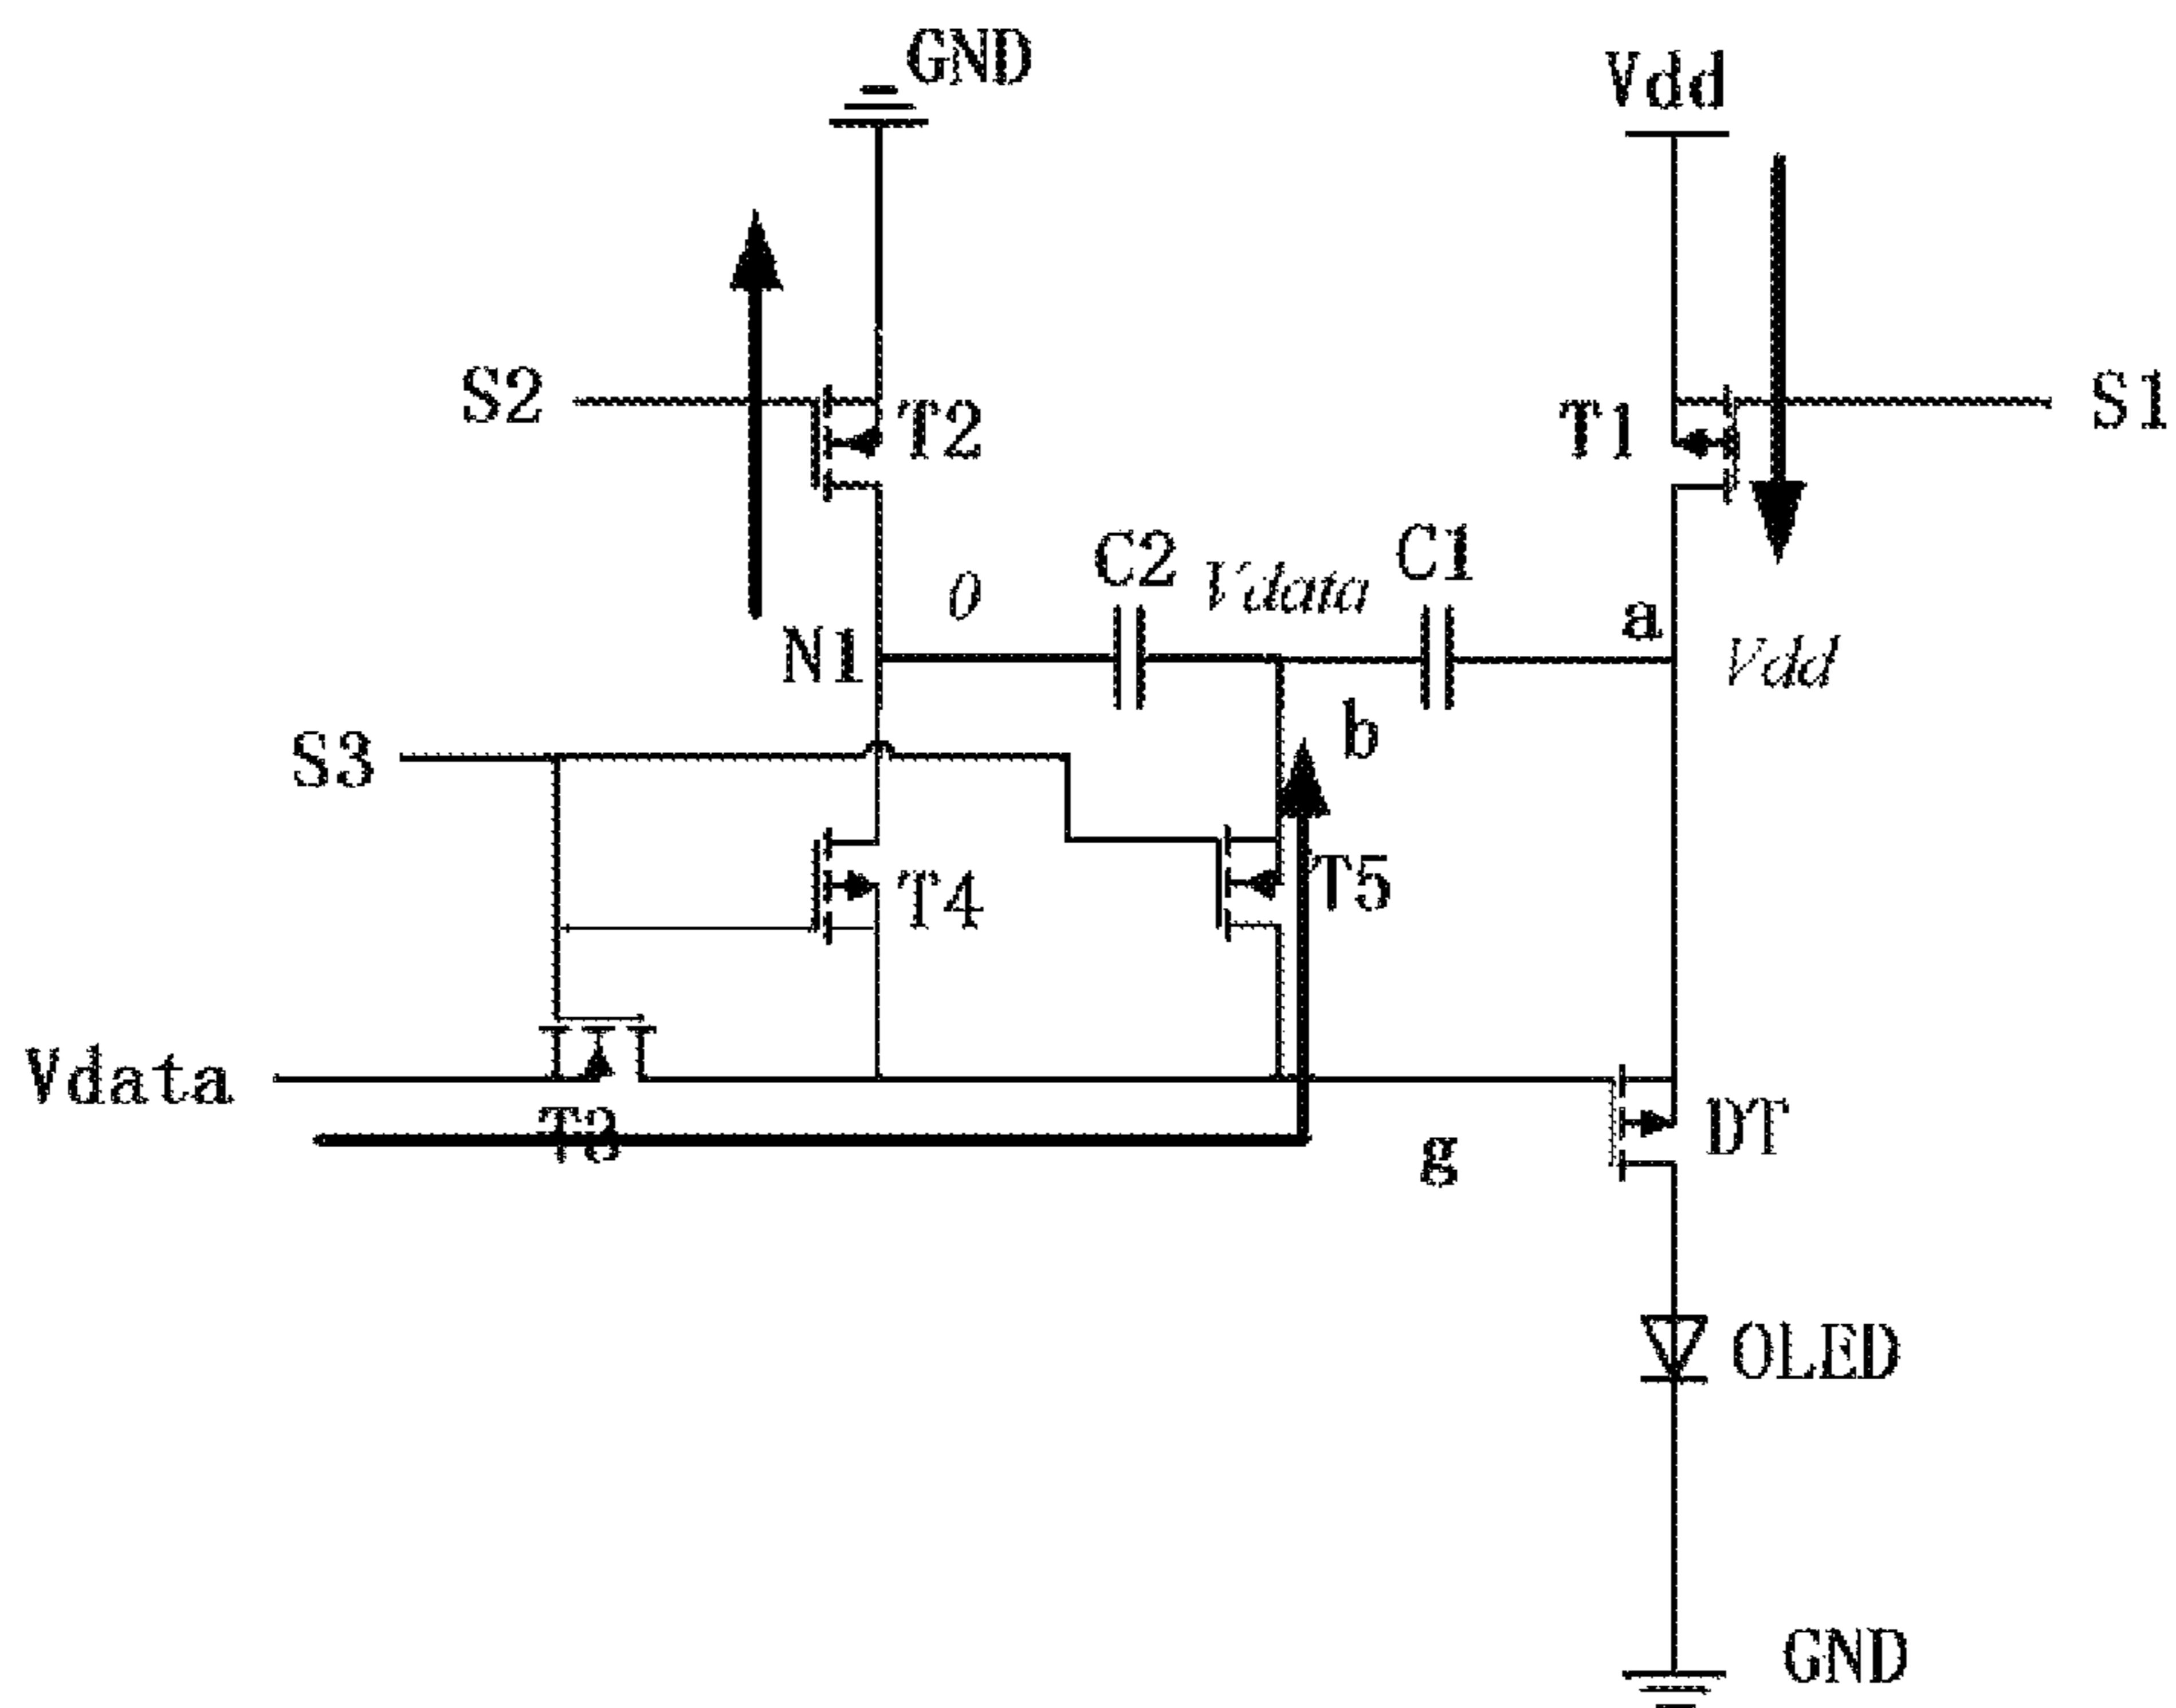 GND
Vdd
S2
T2
T1
S1
C2
Vdata
C1
0
a
N1
Vdd
b
S3
T4
T5
Vdata
T3
g
DT
OLED
GND